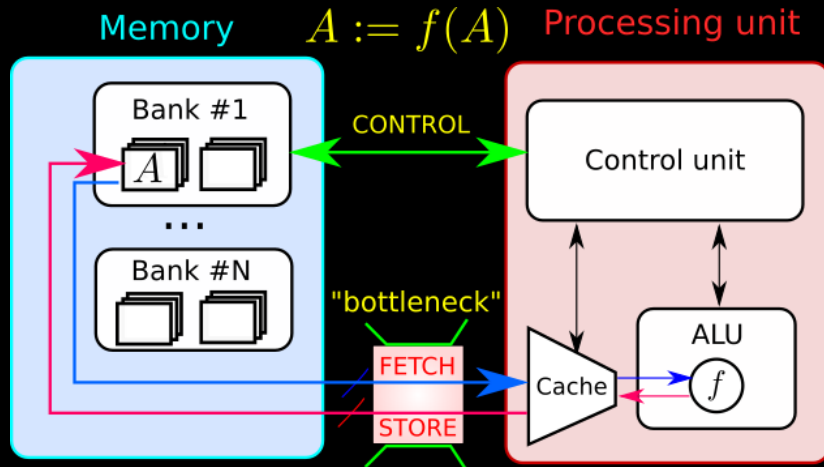 Memory
A := f(A)
Processing unit
Bank #1
A
...
Bank #N
CONTROL
"bottleneck"
FETCH
STORE
Control unit
ALU
Cache
f